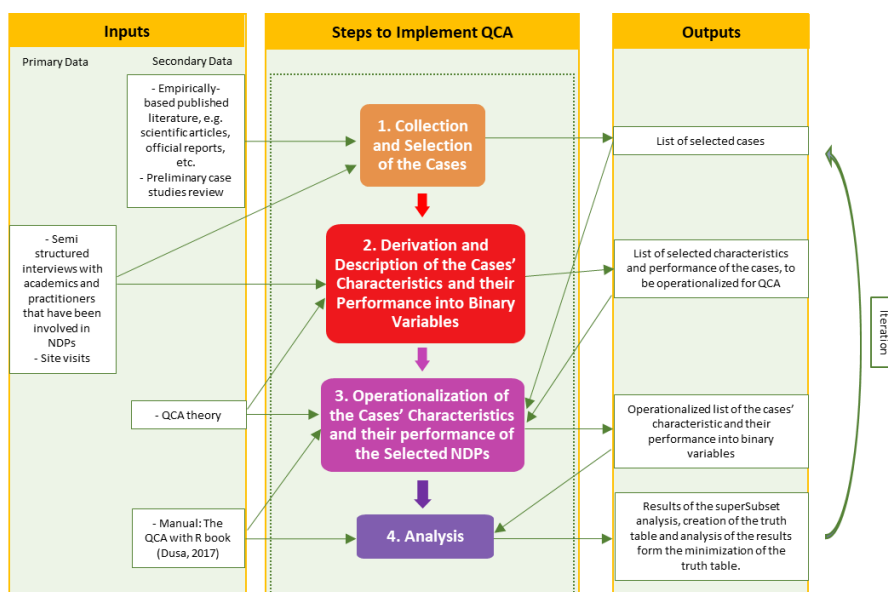 Inputs
Steps to Implement QCA
Outputs
Primary Data
Secondary Data
- Empirically-
based published
literature, e.g.
scientific articles,
official reports,
etc.
- Preliminary case
studies review
- Semi
structured
interviews with
academics and
practitioners
that have been
involved in
NDPs
- Site visits
- QCA theory
- Manual: The
QCA with R book
(Dusa, 2017)
1. Collection
and Selection
of the Cases
2. Derivation and
Description of the Cases'
Characteristics and their
Performance into Binary
Variables
3. Operationalization of
the Cases' Characteristics
and their performance of
the Selected NDPs
4. Analysis
List of selected cases
List of selected characteristics
and performance of the cases, to
be operationalized for QCA
Operationalized list of the cases'
characteristic and their
performance into binary
variables
Results of the superSubset
analysis, creation of the truth
table and analysis of the results
form the minimization of the
truth table.
Iteration